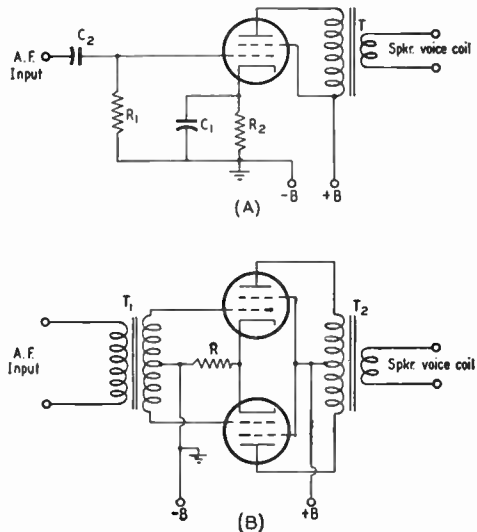 C2
A.F.
Input
R1
C1
R2
T
Spkr. voice coil
-B
+B
(A)
T1
A.F.
Input
R
T2
Spkr. voice coil
-B
+B
(B)